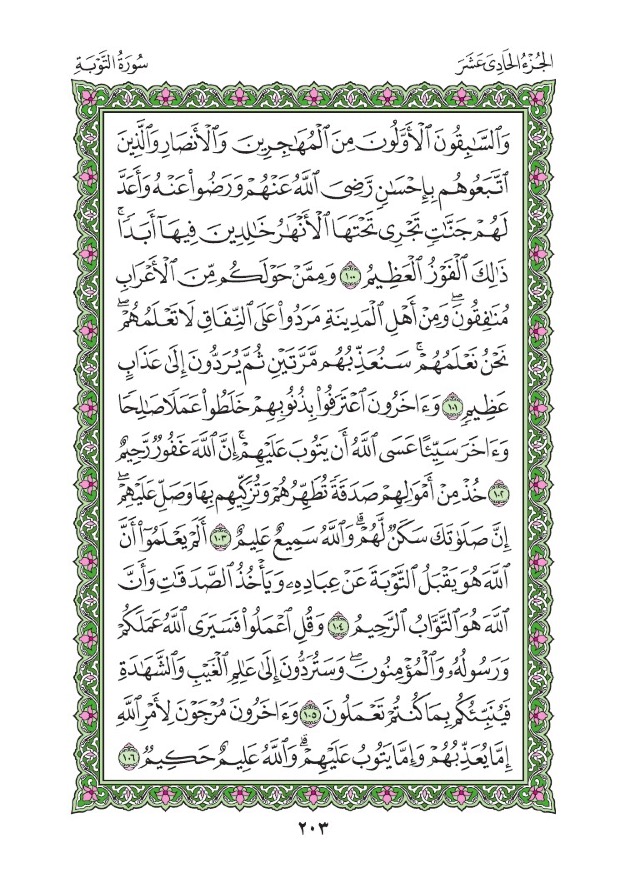 الجُزْءُ الحَادِيَ عَشَرَ
سُورَةُ التَّوْبَةِ
وَٱلسَّـٰبِقُونَ ٱلْأَوَّلُونَ مِنَ ٱلْمُهَـٰجِرِينَ وَٱلْأَنصَارِ وَٱلَّذِينَ
ٱتَّبَعُوهُم بِإِحْسَـٰنٍ رَّضِىَ ٱللَّهُ عَنْهُمْ وَرَضُوا۟ عَنْهُ وَأَعَدَّ
لَهُمْ جَنَّـٰتٍ تَجْرِى تَحْتَهَا ٱلْأَنْهَـٰرُ خَـٰلِدِينَ فِيهَآ أَبَدًا ۚ
ذَٰلِكَ ٱلْفَوْزُ ٱلْعَظِيمُ ١٠٠ وَمِمَّنْ حَوْلَكُم مِّنَ ٱلْأَعْرَابِ
مُنَـٰفِقُونَ ۖ وَمِنْ أَهْلِ ٱلْمَدِينَةِ مَرَدُوا۟ عَلَى ٱلنِّفَاقِ لَا تَعْلَمُهُمْ ۖ
نَحْنُ نَعْلَمُهُمْ ۚ سَنُعَذِّبُهُم مَّرَّتَيْنِ ثُمَّ يُرَدُّونَ إِلَىٰ عَذَابٍ
عَظِيمٍ ١٠١ وَءَاخَرُونَ ٱعْتَرَفُوا۟ بِذُنُوبِهِمْ خَلَطُوا۟ عَمَلًا صَـٰلِحًا
وَءَاخَرَ سَيِّئًا عَسَى ٱللَّهُ أَن يَتُوبَ عَلَيْهِمْ ۚ إِنَّ ٱللَّهَ غَفُورٌ رَّحِيمٌ
١٠٢ خُذْ مِنْ أَمْوَٰلِهِمْ صَدَقَةً تُطَهِّرُهُمْ وَتُزَكِّيهِم بِهَا وَصَلِّ عَلَيْهِمْ ۖ
إِنَّ صَلَوٰتَكَ سَكَنٌ لَّهُمْ ۗ وَٱللَّهُ سَمِيعٌ عَلِيمٌ ١٠٣ أَلَمْ يَعْلَمُوٓا۟ أَنَّ
ٱللَّهَ هُوَ يَقْبَلُ ٱلتَّوْبَةَ عَنْ عِبَادِهِۦ وَيَأْخُذُ ٱلصَّدَقَـٰتِ وَأَنَّ
ٱللَّهَ هُوَ ٱلتَّوَّابُ ٱلرَّحِيمُ ١٠٤ وَقُلِ ٱعْمَلُوا۟ فَسَيَرَى ٱللَّهُ عَمَلَكُمْ
وَرَسُولُهُۥ وَٱلْمُؤْمِنُونَ ۖ وَسَتُرَدُّونَ إِلَىٰ عَـٰلِمِ ٱلْغَيْبِ وَٱلشَّهَـٰدَةِ
فَيُنَبِّئُكُم بِمَا كُنتُمْ تَعْمَلُونَ ١٠٥ وَءَاخَرُونَ مُرْجَوْنَ لِأَمْرِ ٱللَّهِ
إِمَّا يُعَذِّبُهُمْ وَإِمَّا يَتُوبُ عَلَيْهِمْ ۗ وَٱللَّهُ عَلِيمٌ حَكِيمٌ ١٠٦
٢٠٣